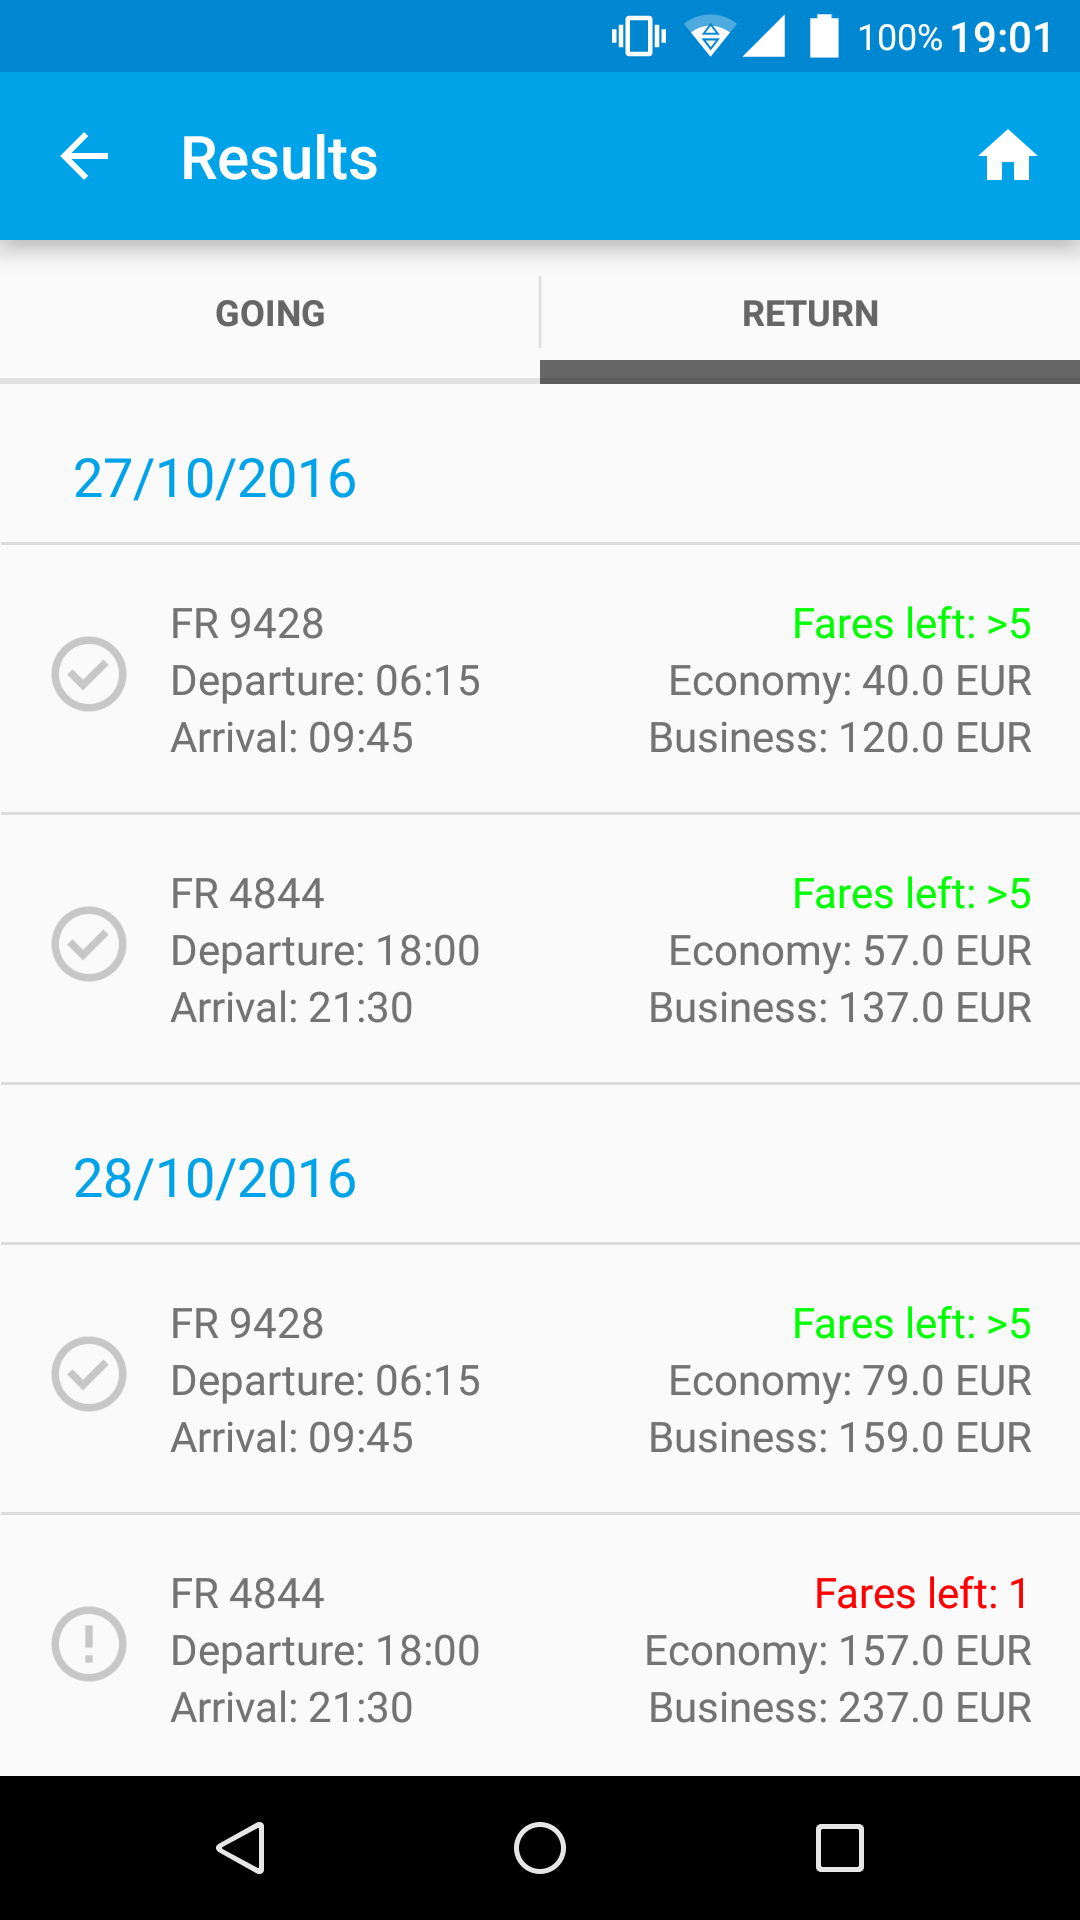 100% 19:01
Results
GOING RETURN
27/10/2016
FR 9428 Fares left: >5
Departure: 06:15 Economy: 40.0 EUR
Arrival: 09:45 Business: 120.0 EUR
FR 4844 Fares left: >5
Departure: 18:00 Economy: 57.0 EUR
Arrival: 21:30 Business: 137.0 EUR
28/10/2016
FR 9428 Fares left: >5
Departure: 06:15 Economy: 79.0 EUR
Arrival: 09:45 Business: 159.0 EUR
FR 4844 Fares left: 1
Departure: 18:00 Economy: 157.0 EUR
Arrival: 21:30 Business: 237.0 EUR